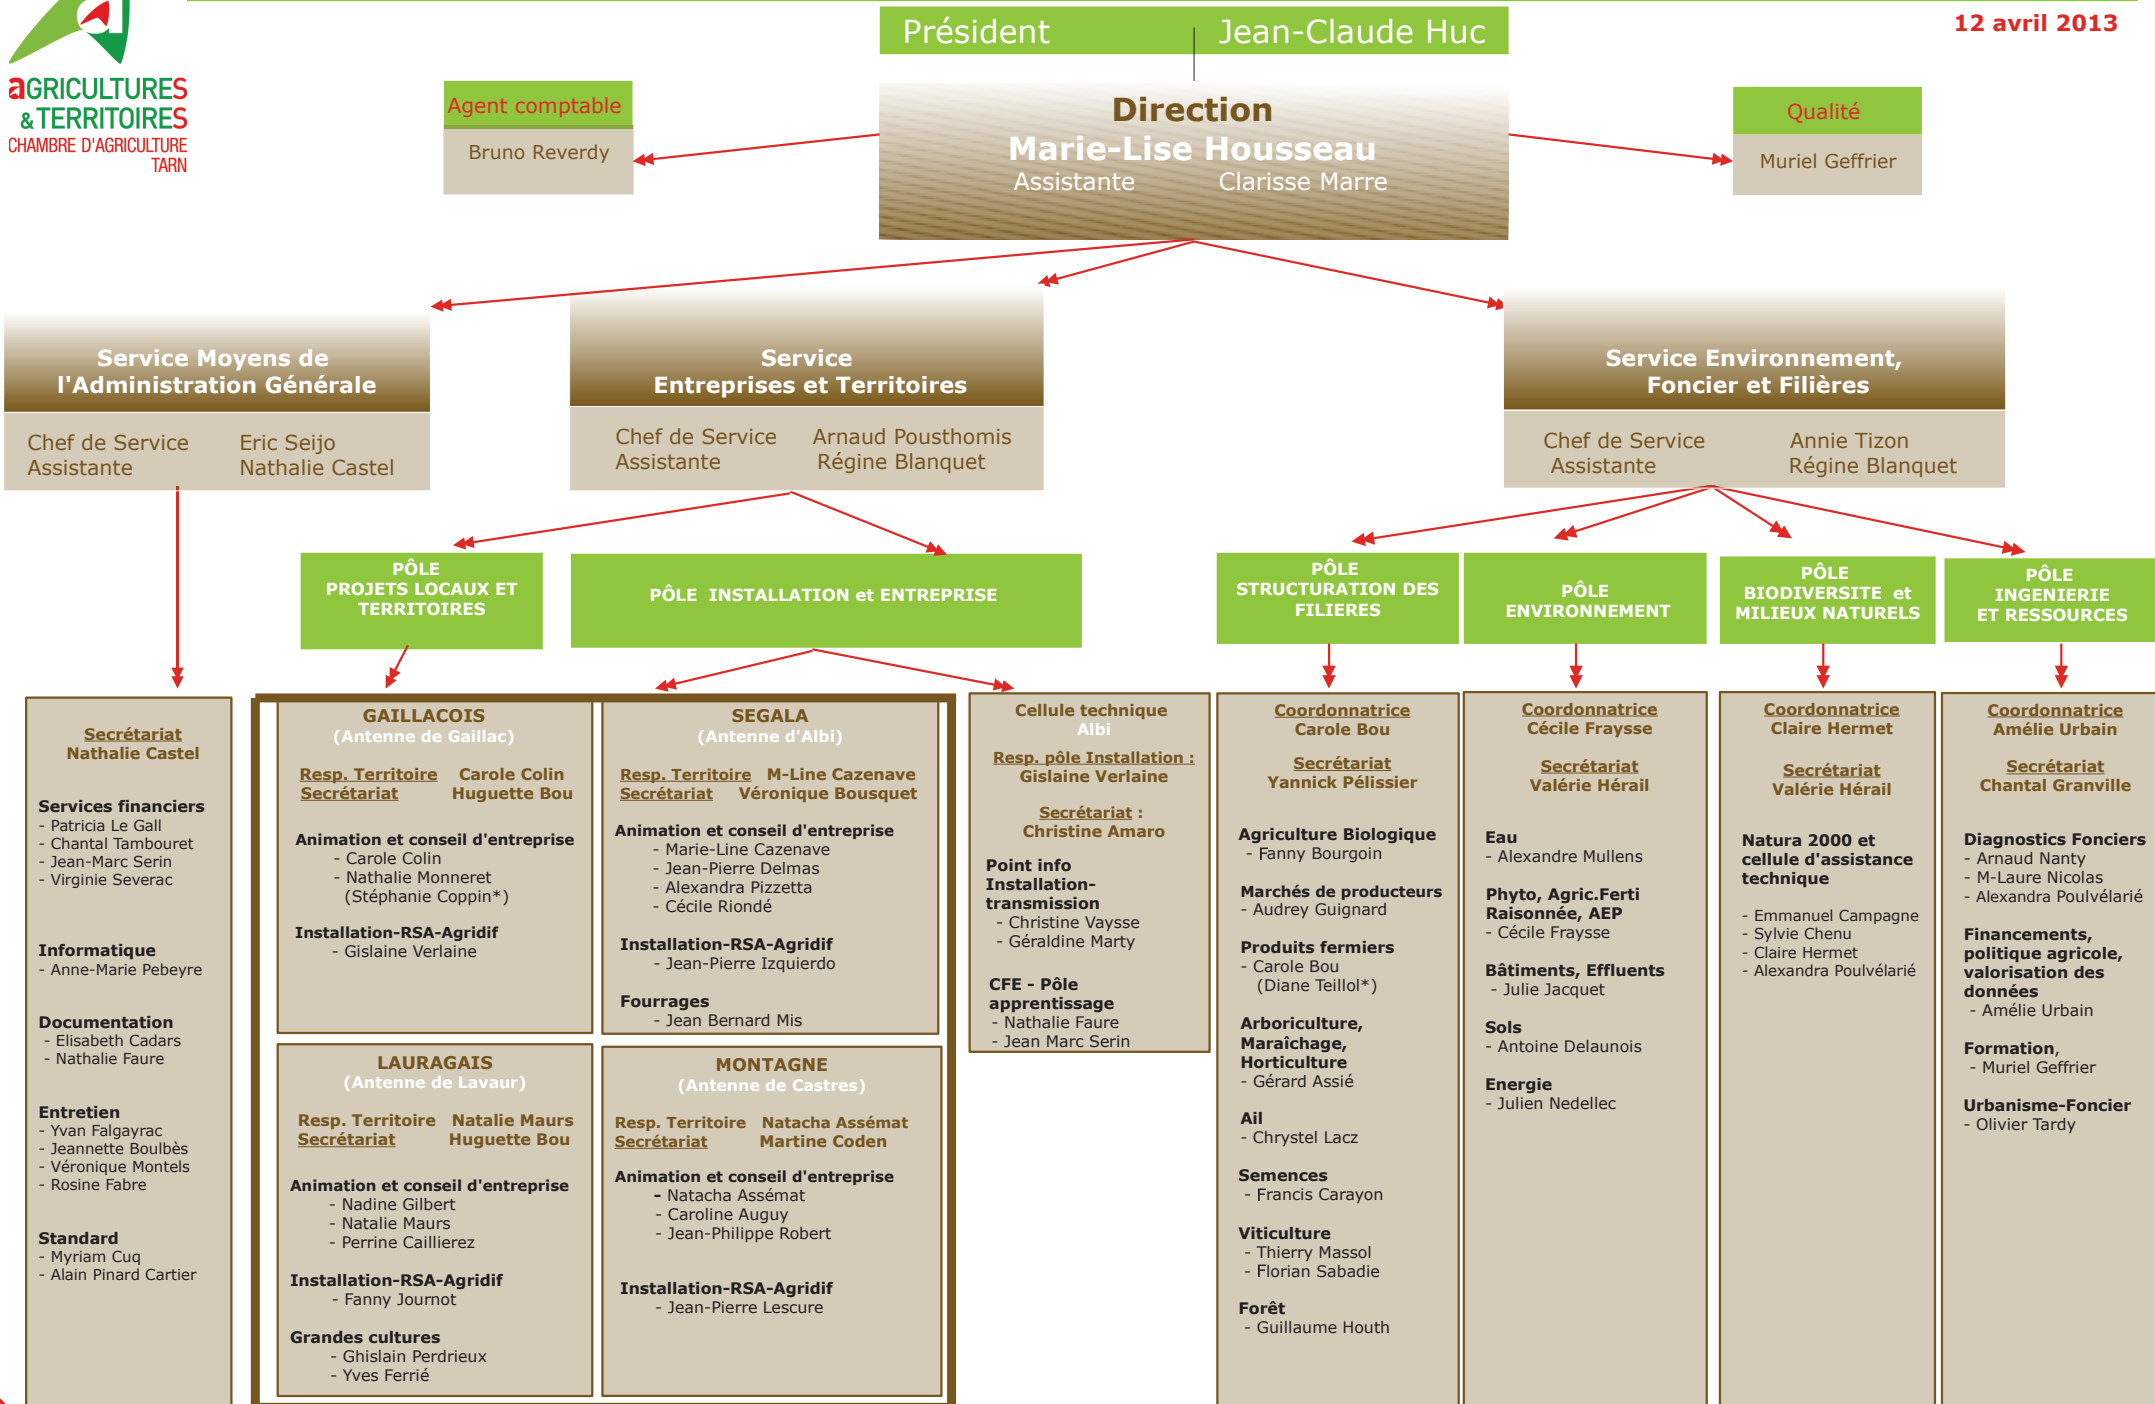 aGRICULTURES
& TERRITOIRES
CHAMBRE D'AGRICULTURE
TARN
12 avril 2013
Président Jean-Claude Huc
Direction
Marie-Lise Housseau
Assistante Clarisse Marre
Agent comptable
Bruno Reverdy
Qualité
Muriel Geffrier
Service Moyens de
l'Administration Générale
Chef de Service Eric Seijo
Assistante Nathalie Castel
Service
Entreprises et Territoires
Chef de Service Arnaud Pousthomis
Assistante Régine Blanquet
Service Environnement,
Foncier et Filières
Chef de Service Annie Tizon
Assistante Régine Blanquet
PÔLE
PROJETS LOCAUX ET
TERRITOIRES
PÔLE INSTALLATION et ENTREPRISE
PÔLE
STRUCTURATION DES
FILIERES
PÔLE
ENVIRONNEMENT
PÔLE
BIODIVERSITE et
MILIEUX NATURELS
PÔLE
INGENIERIE
ET RESSOURCES
Secrétariat
Nathalie Castel
Services financiers
- Patricia Le Gall
- Chantal Tambouret
- Jean-Marc Serin
- Virginie Severac
Informatique
- Anne-Marie Pebeyre
Documentation
- Elisabeth Cadars
- Nathalie Faure
Entretien
- Yvan Falgayrac
- Jeannette Boulbès
- Véronique Montels
- Rosine Fabre
Standard
- Myriam Cuq
- Alain Pinard Cartier
GAILLACOIS
(Antenne de Gaillac)
Resp. Territoire Carole Colin
Secrétariat Huguette Bou
Animation et conseil d'entreprise
- Carole Colin
- Nathalie Monneret
(Stéphanie Coppin*)
Installation-RSA-Agridif
- Gislaine Verlaine
SEGALA
(Antenne d'Albi)
Resp. Territoire M-Line Cazenave
Secrétariat Véronique Bousquet
Animation et conseil d'entreprise
- Marie-Line Cazenave
- Jean-Pierre Delmas
- Alexandra Pizzetta
- Cécile Riondé
Installation-RSA-Agridif
- Jean-Pierre Izquierdo
Fourrages
- Jean Bernard Mis
LAURAGAIS
(Antenne de Lavaur)
Resp. Territoire Natalie Maurs
Secrétariat Huguette Bou
Animation et conseil d'entreprise
- Nadine Gilbert
- Natalie Maurs
- Perrine Caillierez
Installation-RSA-Agridif
- Fanny Journot
Grandes cultures
- Ghislain Perdrieux
- Yves Ferrié
MONTAGNE
(Antenne de Castres)
Resp. Territoire Natacha Assémat
Secrétariat Martine Coden
Animation et conseil d'entreprise
- Natacha Assémat
- Caroline Auguy
- Jean-Philippe Robert
Installation-RSA-Agridif
- Jean-Pierre Lescure
Cellule technique
Albi
Resp. pôle Installation :
Gislaine Verlaine
Secrétariat :
Christine Amaro
Point info
Installation-
transmission
- Christine Vaysse
- Géraldine Marty
CFE - Pôle
apprentissage
- Nathalie Faure
- Jean Marc Serin
Coordonnatrice
Carole Bou
Secrétariat
Yannick Pélissier
Agriculture Biologique
- Fanny Bourgoin
Marchés de producteurs
- Audrey Guignard
Produits fermiers
- Carole Bou
(Diane Teillol*)
Arboriculture,
Maraîchage,
Horticulture
- Gérard Assié
Ail
- Chrystel Lacz
Semences
- Francis Carayon
Viticulture
- Thierry Massol
- Florian Sabadie
Forêt
- Guillaume Houth
Coordonnatrice
Cécile Fraysse
Secrétariat
Valérie Hérail
Eau
- Alexandre Mullens
Phyto, Agric.Ferti
Raisonnée, AEP
- Cécile Fraysse
Bâtiments, Effluents
- Julie Jacquet
Sols
- Antoine Delaunois
Energie
- Julien Nedellec
Coordonnatrice
Claire Hermet
Secrétariat
Valérie Hérail
Natura 2000 et
cellule d'assistance
technique
- Emmanuel Campagne
- Sylvie Chenu
- Claire Hermet
- Alexandra Poulvélarié
Coordonnatrice
Amélie Urbain
Secrétariat
Chantal Granville
Diagnostics Fonciers
- Arnaud Nanty
- M-Laure Nicolas
- Alexandra Poulvélarié
Financements,
politique agricole,
valorisation des
données
- Amélie Urbain
Formation,
- Muriel Geffrier
Urbanisme-Foncier
- Olivier Tardy